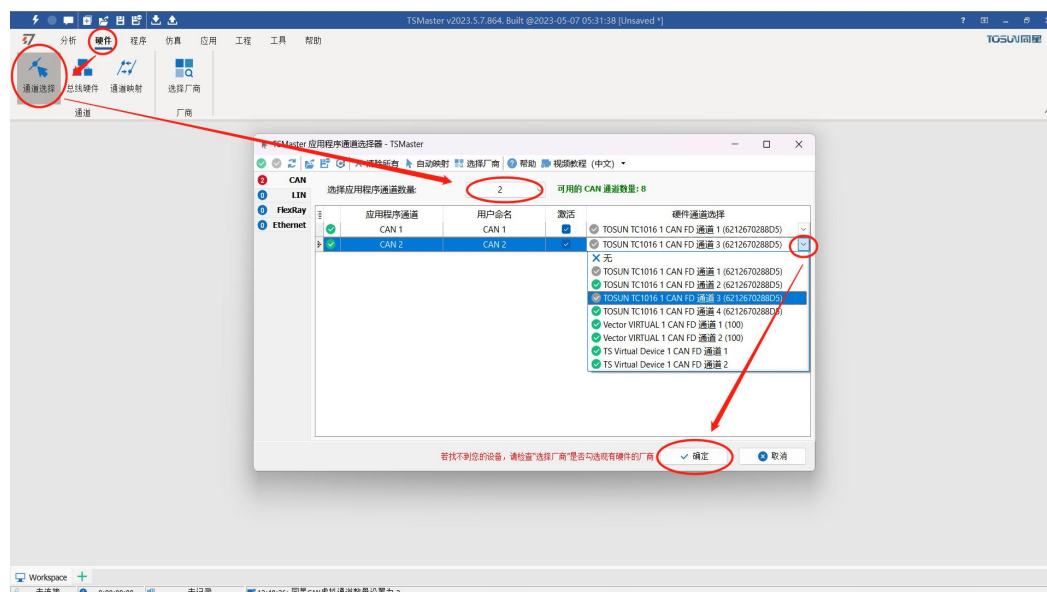 TSMaster v2023.5.7.864. Built @2023-05-07 05:31:38 [Unsaved *]
分析 硬件 程序 仿真 应用 工程 工具 帮助
TOSUN同星
通道选择 总线硬件 通道映射 选择厂商
通道 厂商
TSMaster 应用程序通道选择器 - TSMaster
清除所有 自动映射 选择厂商 帮助 视频教程 (中文)
2 CAN
选择应用程序通道数量: 2 可用的 CAN 通道数量: 8
0 LIN
0 FlexRay
应用程序通道 用户命名 激活 硬件通道选择
0 Ethernet
CAN 1 CAN 1 TOSUN TC1016 1 CAN FD 通道 1 (6212670288D5)
CAN 2 CAN 2 TOSUN TC1016 1 CAN FD 通道 3 (6212670288D5)
无
TOSUN TC1016 1 CAN FD 通道 1 (6212670288D5)
TOSUN TC1016 1 CAN FD 通道 2 (6212670288D5)
TOSUN TC1016 1 CAN FD 通道 3 (6212670288D5)
TOSUN TC1016 1 CAN FD 通道 4 (6212670288D5)
Vector VIRTUAL 1 CAN FD 通道 1 (100)
Vector VIRTUAL 1 CAN FD 通道 2 (100)
TS Virtual Device 1 CAN FD 通道 1
TS Virtual Device 1 CAN FD 通道 2
若找不到您的设备，请检查"选择厂商"是否勾选现有硬件的厂商 确定 取消
Workspace